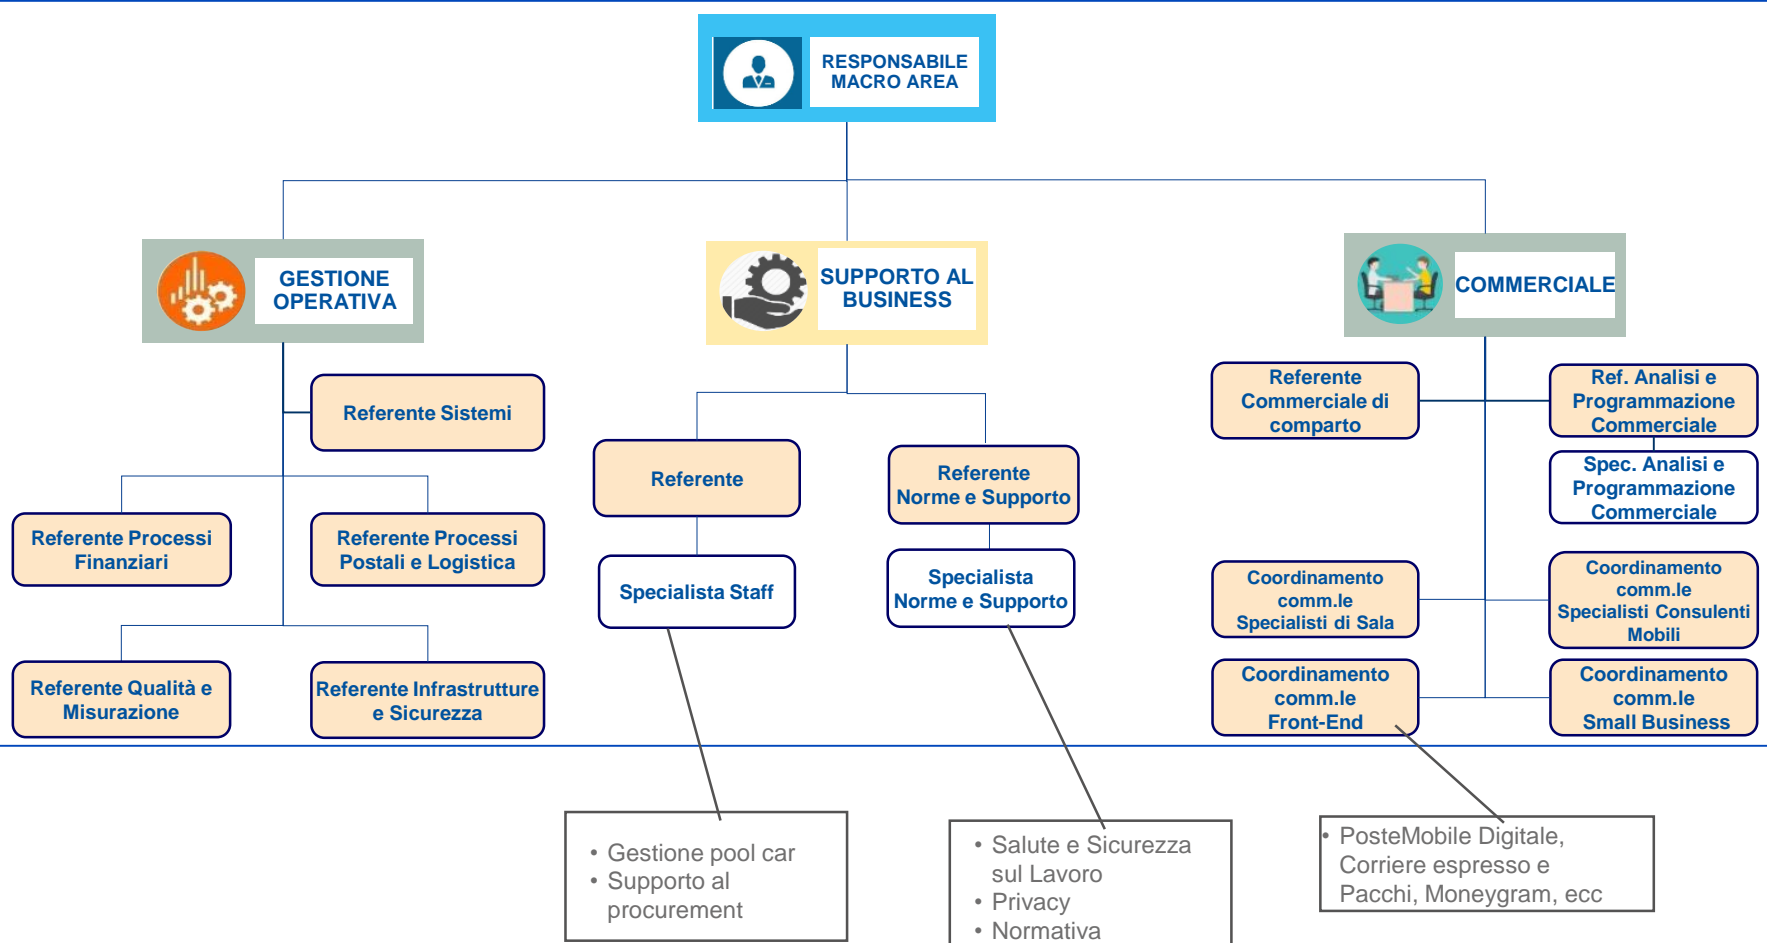 RESPONSABILE
MACRO AREA
GESTIONE
OPERATIVA
SUPPORTO AL
BUSINESS
COMMERCIALE
Referente Sistemi
Referente Processi
Finanziari
Referente Processi
Postali e Logistica
Referente Qualità e
Misurazione
Referente Infrastrutture
e Sicurezza
Referente
Specialista Staff
Referente
Norme e Supporto
Specialista
Norme e Supporto
Referente
Commerciale di
comparto
Ref. Analisi e
Programmazione
Commerciale
Spec. Analisi e
Programmazione
Commerciale
Coordinamento
comm.le
Specialisti di Sala
Coordinamento
comm.le
Specialisti Consulenti
Mobili
Coordinamento
comm.le
Front-End
Coordinamento
comm.le
Small Business
• Gestione pool car
• Supporto al
procurement
• Salute e Sicurezza
sul Lavoro
• Privacy
• Normativa
• PosteMobile Digitale,
Corriere espresso e
Pacchi, Moneygram, ecc